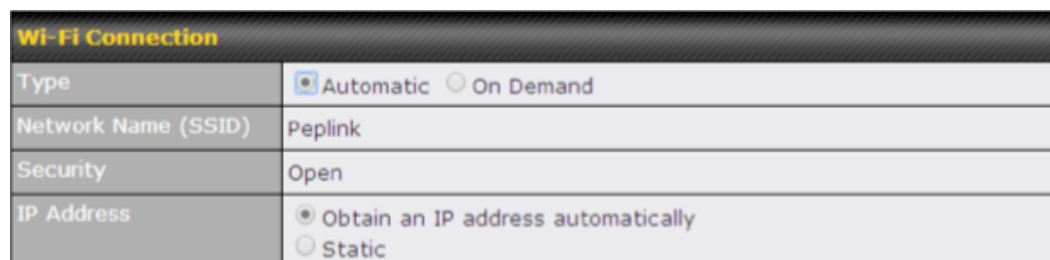 Wi-Fi Connection
Type Automatic On Demand
Network Name (SSID) Peplink
Security Open
IP Address Obtain an IP address automatically
Static